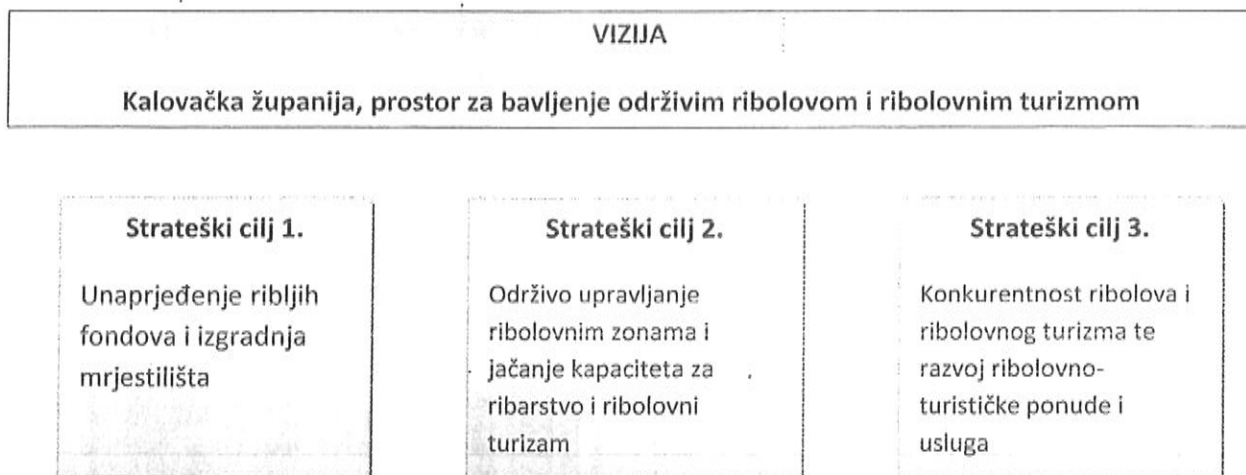 VIZIJA
Kalovačka županija, prostor za bavljenje održivim ribolovom i ribolovnim turizmom
Strateški cilj 1.
Unaprjeđenje ribljih
fondova i izgradnja
mrjestilišta
Strateški cilj 2.
Održivo upravljanje
ribolovnim zonama i
jačanje kapaciteta za
ribarstvo i ribolovni
turizam
Strateški cilj 3.
Konkurentnost ribolova i
ribolovnog turizma te
razvoj ribolovno-
turističke ponude i
usluga